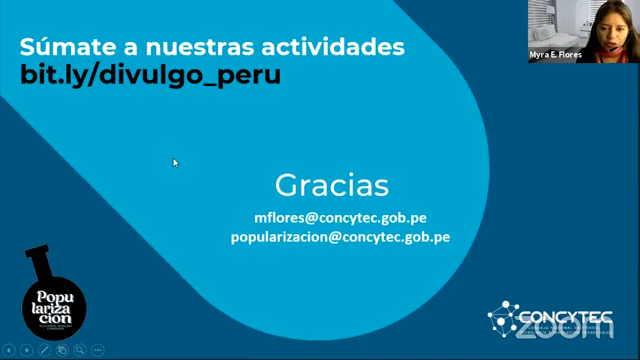 Súmate a nuestras actividades
bit.ly/divulgo_peru
Myra E. Flores
Gracias
mflores@concytec.gob.pe
popularizacion@concytec.gob.pe
Popu
lariza
cion
CONCYTEC
zoom